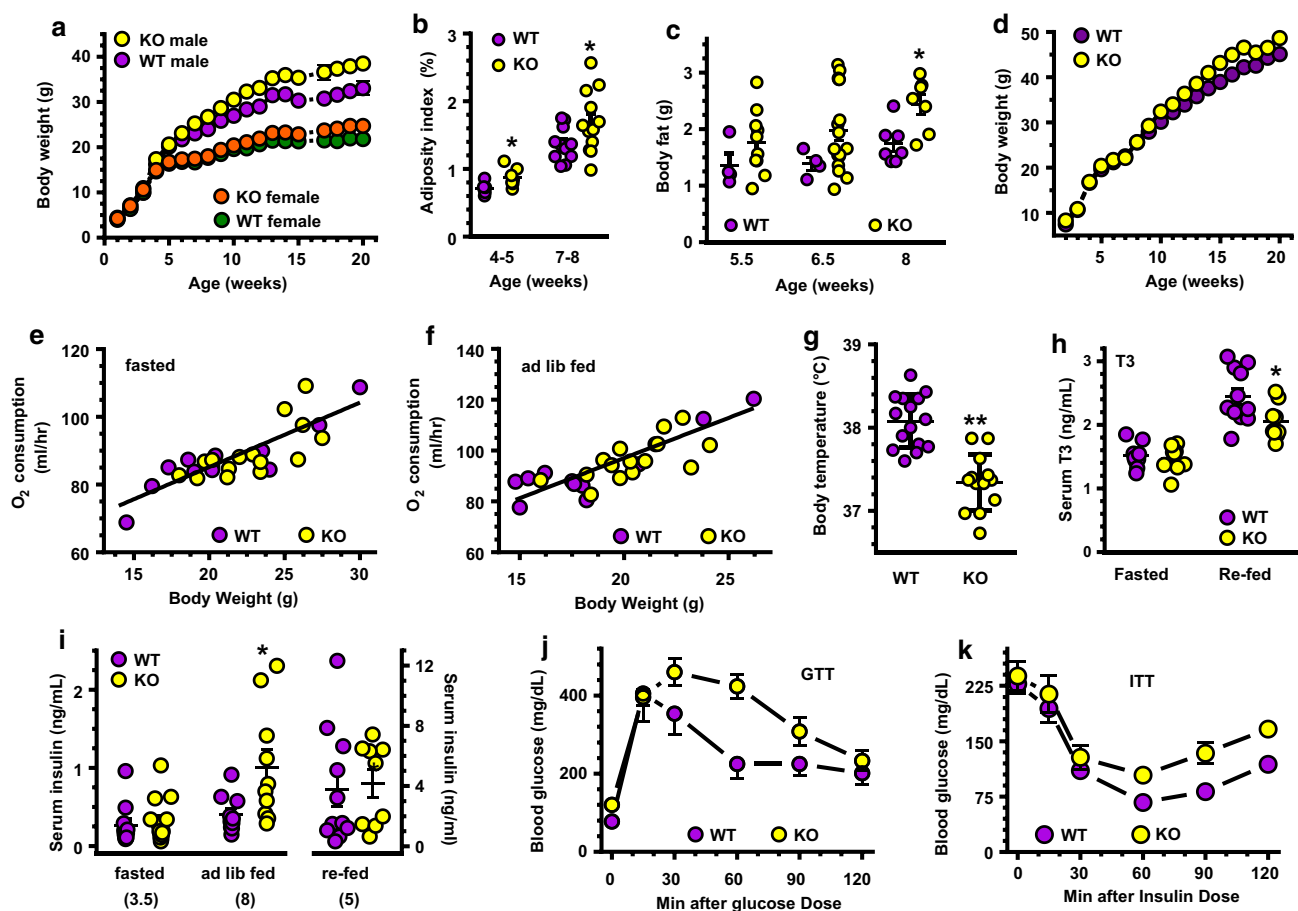 a
KO male
WT male
KO female
WT female
Body weight (g)
50
40
30
20
10
0
0 5 10 15 20
Age (weeks)
b
WT
KO
* *
Adiposity index (%)
3
2
1
0
4-5 7-8
Age (weeks)
c
*
Body fat (g)
4
3
2
1
0
WT KO
5.5 6.5 8
Age (weeks)
d
WT
KO
Body weight (g)
50
40
30
20
10
5 10 15 20
Age (weeks)
e
fasted
O2 consumption
(ml/hr)
120
100
80
60
WT KO
15 20 25 30
Body Weight (g)
f
ad lib fed
O2 consumption
(ml/hr)
140
120
100
80
60
WT KO
15 20 25
Body Weight (g)
g
Body temperature (°C)
39
38
37
**
WT KO
h
T3
*
Serum T3 (ng/mL)
3
2
1
0
WT
KO
Fasted Re-fed
i
WT
KO
*
Serum insulin (ng/mL)
2
1
0
Serum insulin (ng/ml)
12
8
4
0
fasted ad lib fed re-fed
(3.5) (8) (5)
j
GTT
Blood glucose (mg/dL)
400
200
0
WT KO
0 30 60 90 120
Min after glucose Dose
k
ITT
Blood glucose (mg/dL)
225
150
75
0
WT KO
0 30 60 90 120
Min after Insulin Dose